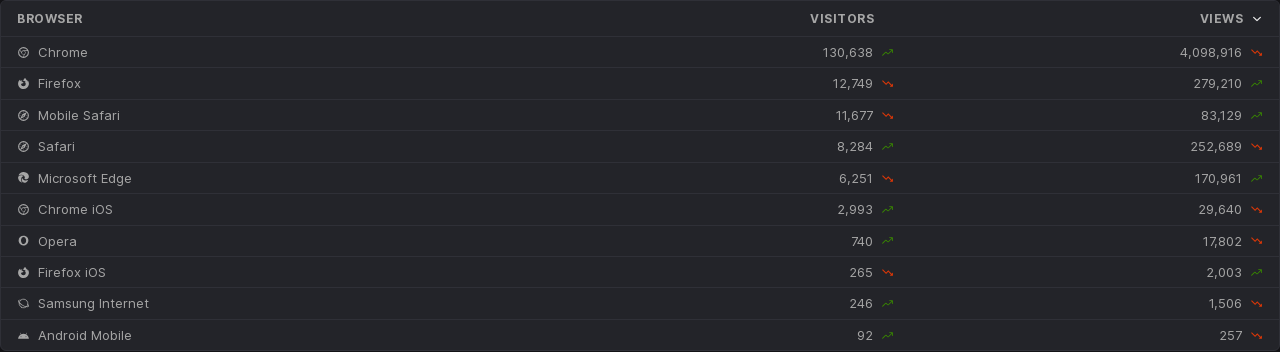 BROWSER VISITORS VIEWS
Chrome 130,638 4,098,916
Firefox 12,749 279,210
Mobile Safari 11,677 83,129
Safari 8,284 252,689
Microsoft Edge 6,251 170,961
Chrome iOS 2,993 29,640
Opera 740 17,802
Firefox iOS 265 2,003
Samsung Internet 246 1,506
Android Mobile 92 257